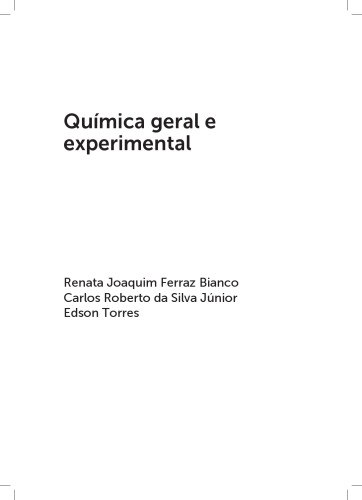 Química geral e
experimental
Renata Joaquim Ferraz Bianco
Carlos Roberto da Silva Júnior
Edson Torres